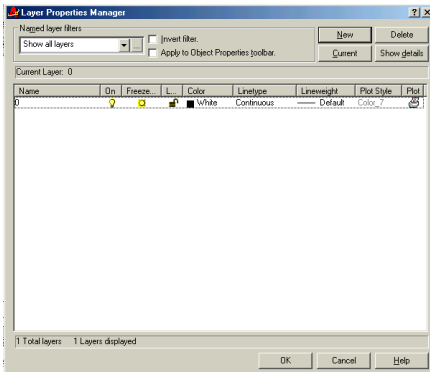 Layer Properties Manager
Named layer filters
Show all layers
...
Invert filter.
Apply to Object Properties toolbar.
New
Delete
Current
Show details
Current Layer: 0
Name On Freeze... L... Color Linetype Lineweight Plot Style Plot
0 White Continuous Default Color_7
1 Total layers 1 Layers displayed
OK Cancel Help